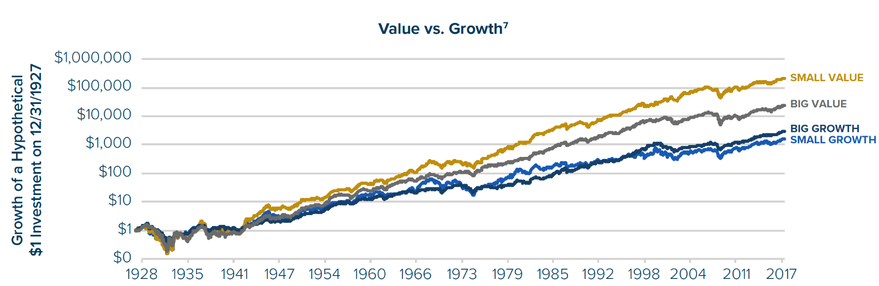 Value vs. Growth⁷
Growth of a Hypothetical
$1 Investment on 12/31/1927
$1,000,000
$100,000
$10,000
$1,000
$100
$10
$1
$0
SMALL VALUE
BIG VALUE
BIG GROWTH
SMALL GROWTH
1928 1935 1941 1947 1954 1960 1966 1973 1979 1985 1992 1998 2004 2011 2017